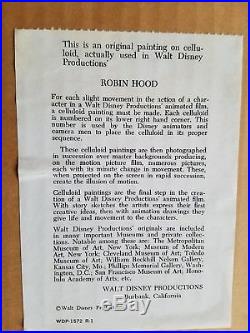 This is an original painting on cellu-
loid, actually used in Walt Disney
Productions'
ROBIN HOOD
For each slight movement in the action of a char-
acter in a Walt Disney Productions' animated film,
a celluloid painting must be made. Each celluloid
is numbered on its lower right hand corner. This
number is used by the Disney animators and
camera men to place the celluloid in its proper
sequence.
These celluloid paintings are then photographed
in succession over master backgrounds producing,
on the motion picture film, numerous pictures,
each with its minute change in movement. These,
when projected on the screen in rapid succession,
create the illusion of motion.
Celluloid paintings are the final step in the crea-
tion of a Walt Disney Productions' animated film.
With story sketches the artists express their first
creative ideas, then with animation drawings they
give life and movement to the characters.
Walt Disney Productions' originals are included
in many important Museums and private collec-
tions. Notable among these are: The Metropolitan
Museum of Art, New York; Museum of Modern
Art, New York; Cleveland Museum of Art; Toledo
Museum of Art; William Rockhill Nelson Gallery,
Kansas City, Mo.; Phillips Memorial Gallery, Wash-
ington, D.C.; San Francisco Museum of Art; Hono-
lulu Academy of Arts, etc.
WALT DISNEY PRODUCTIONS
Burbank, California
© Walt Disney
WDP-1572 R-1